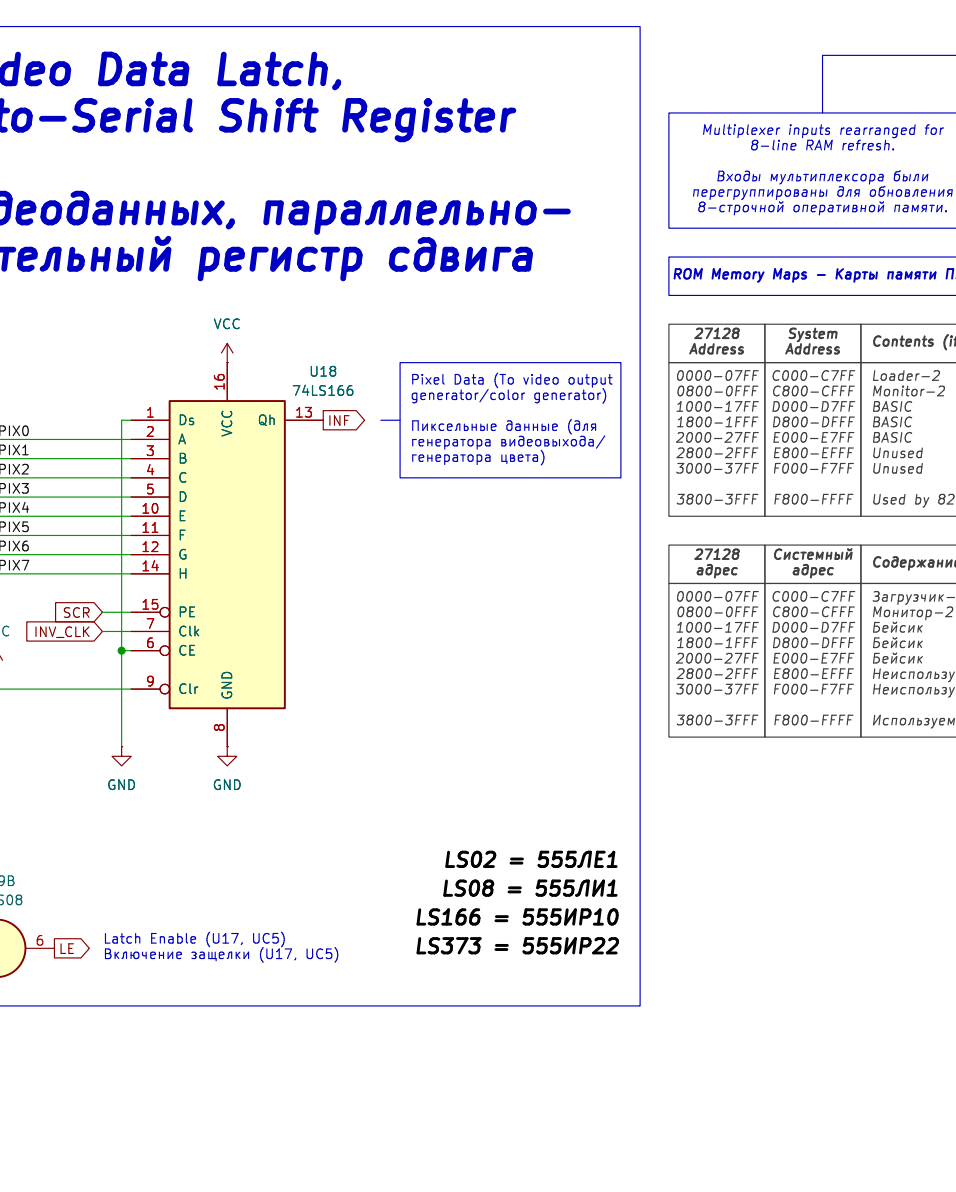 deo Data Latch,
to–Serial Shift Register
деоданных, параллельно–
тельный регистр сдвига
VCC
16
U18
74LS166
VCC
1 Ds
Qh 13 INF
PIX0 2 A
PIX1 3 B
PIX2 4 C
PIX3 5 D
PIX4 10 E
PIX5 11 F
PIX6 12 G
PIX7 14 H
SCR 15 PE
C INV_CLK 7 Clk
6 CE
9 Clr
GND
8
GND
GND
Pixel Data (To video output
generator/color generator)
Пиксельные данные (для
генератора видеовыхода/
генератора цвета)
LS02 = 555ЛЕ1
LS08 = 555ЛИ1
LS166 = 555ИР10
LS373 = 555ИР22
9B
S08
6 LE
Latch Enable (U17, UC5)
Включение защелки (U17, UC5)
Multiplexer inputs rearranged for
8–line RAM refresh.
Входы мультиплексора были
перегруппированы для обновления
8–строчной оперативной памяти.
ROM Memory Maps – Карты памяти П
27128 Address System Address Contents (if
0000–07FF C000–C7FF Loader–2
0800–0FFF C800–CFFF Monitor–2
1000–17FF D000–D7FF BASIC
1800–1FFF D800–DFFF BASIC
2000–27FF E000–E7FF BASIC
2800–2FFF E800–EFFF Unused
3000–37FF F000–F7FF Unused
3800–3FFF F800–FFFF Used by 82
27128 адрес Системный адрес Содержани
0000–07FF C000–C7FF Загрузчик–
0800–0FFF C800–CFFF Монитор–2
1000–17FF D000–D7FF Бейсик
1800–1FFF D800–DFFF Бейсик
2000–27FF E000–E7FF Бейсик
2800–2FFF E800–EFFF Неиспользу
3000–37FF F000–F7FF Неиспользу
3800–3FFF F800–FFFF Используем